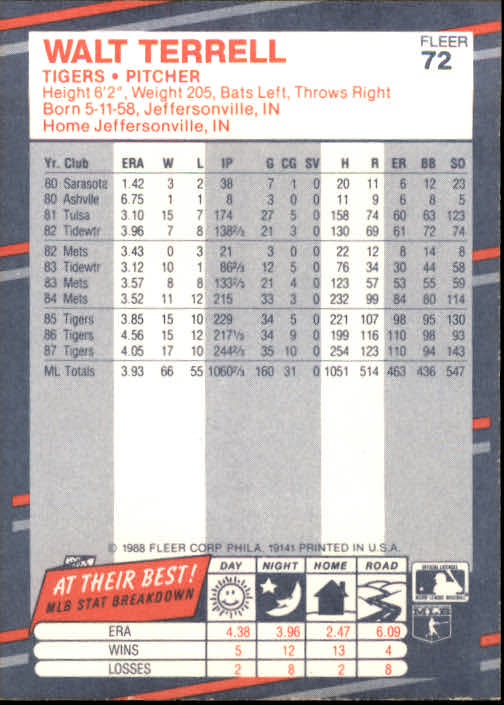 WALT TERRELL
FLEER
72
TIGERS • PITCHER
Height 6'2", Weight 205, Bats Left, Throws Right
Born 5-11-58, Jeffersonville, IN
Home Jeffersonville, IN
Yr. Club ERA W L IP G CG SV H R ER BB SO
80 Sarasota 1.42 3 2 38 7 1 0 20 11 6 12 23
80 Ashvlle 6.75 1 1 8 3 0 0 11 9 6 8 5
81 Tulsa 3.10 15 7 174 27 5 0 158 74 60 63 123
82 Tidewtr 3.96 7 8 138⅔ 21 3 0 130 69 61 72 74
82 Mets 3.43 0 3 21 3 0 0 22 12 8 14 8
83 Tidewtr 3.12 10 1 86⅔ 12 5 0 76 34 30 44 58
83 Mets 3.57 8 8 133⅔ 21 4 0 123 57 53 55 59
84 Mets 3.52 11 12 215 33 3 0 232 99 84 80 114
85 Tigers 3.85 15 10 229 34 5 0 221 107 98 95 130
86 Tigers 4.56 15 12 217⅓ 34 9 0 199 116 110 98 93
87 Tigers 4.05 17 10 244⅔ 35 10 0 254 123 110 94 143
ML Totals 3.93 66 55 1060⅔ 160 31 0 1051 514 463 436 547
© 1988 FLEER CORP. PHILA. 19141 PRINTED IN U.S.A.
AT THEIR BEST!
MLB STAT BREAKDOWN
DAY NIGHT HOME ROAD
ERA 4.38 3.96 2.47 6.09
WINS 5 12 13 4
LOSSES 2 8 2 8